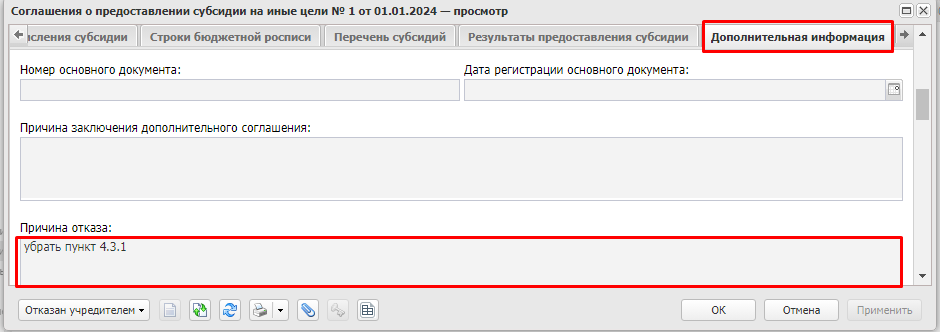 Соглашения о предоставлении субсидии на иные цели № 1 от 01.01.2024 — просмотр
исления субсидии Строки бюджетной росписи Перечень субсидий Результаты предоставления субсидии Дополнительная информация
Номер основного документа: Дата регистрации основного документа:
Причина заключения дополнительного соглашения:
Причина отказа:
убрать пункт 4.3.1
Отказан учредителем ОК Отмена Применить